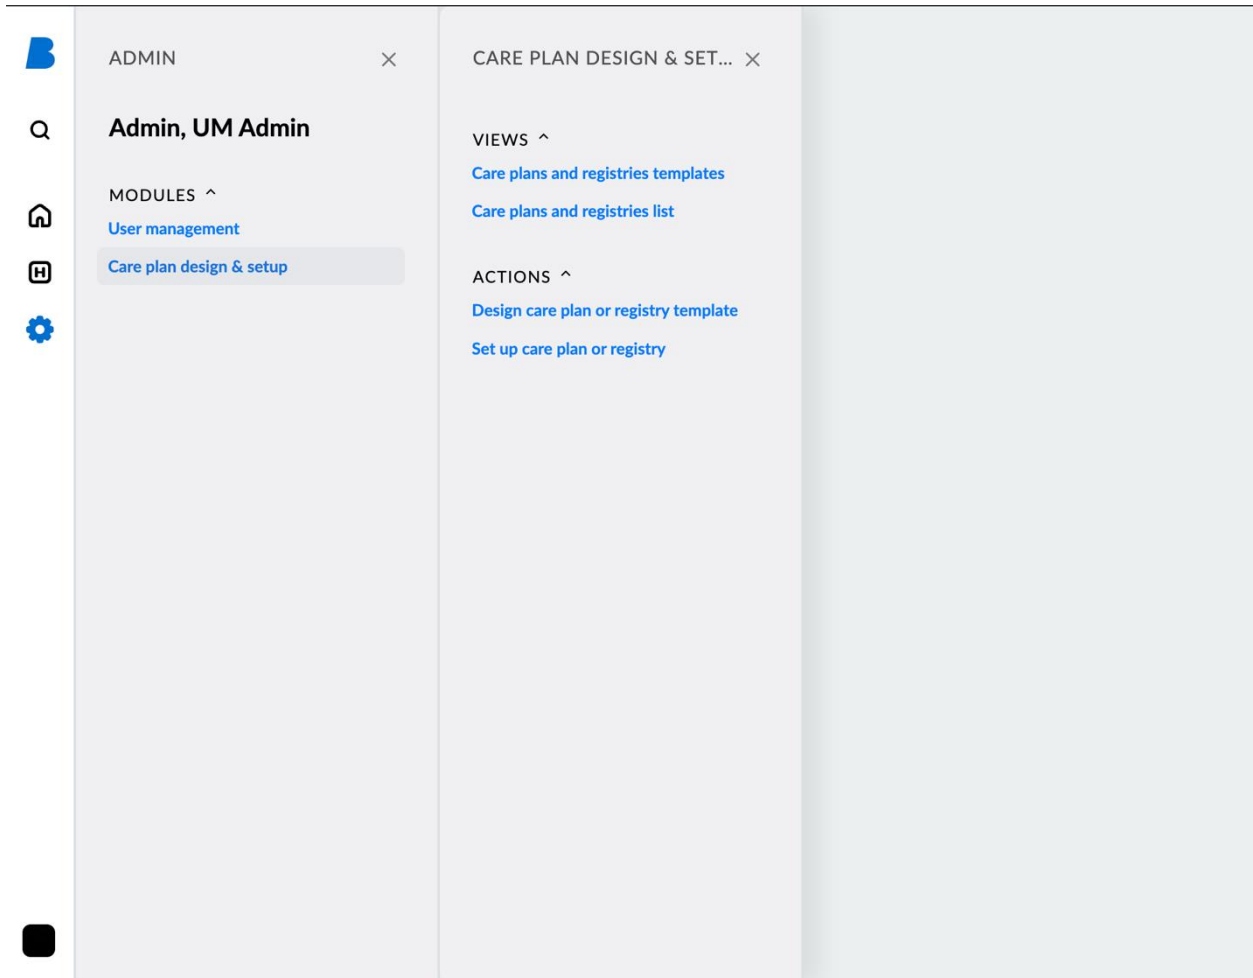 ADMIN
Admin, UM Admin
MODULES
User management
Care plan design & setup
CARE PLAN DESIGN & SET...
VIEWS
Care plans and registries templates
Care plans and registries list
ACTIONS
Design care plan or registry template
Set up care plan or registry
B
H